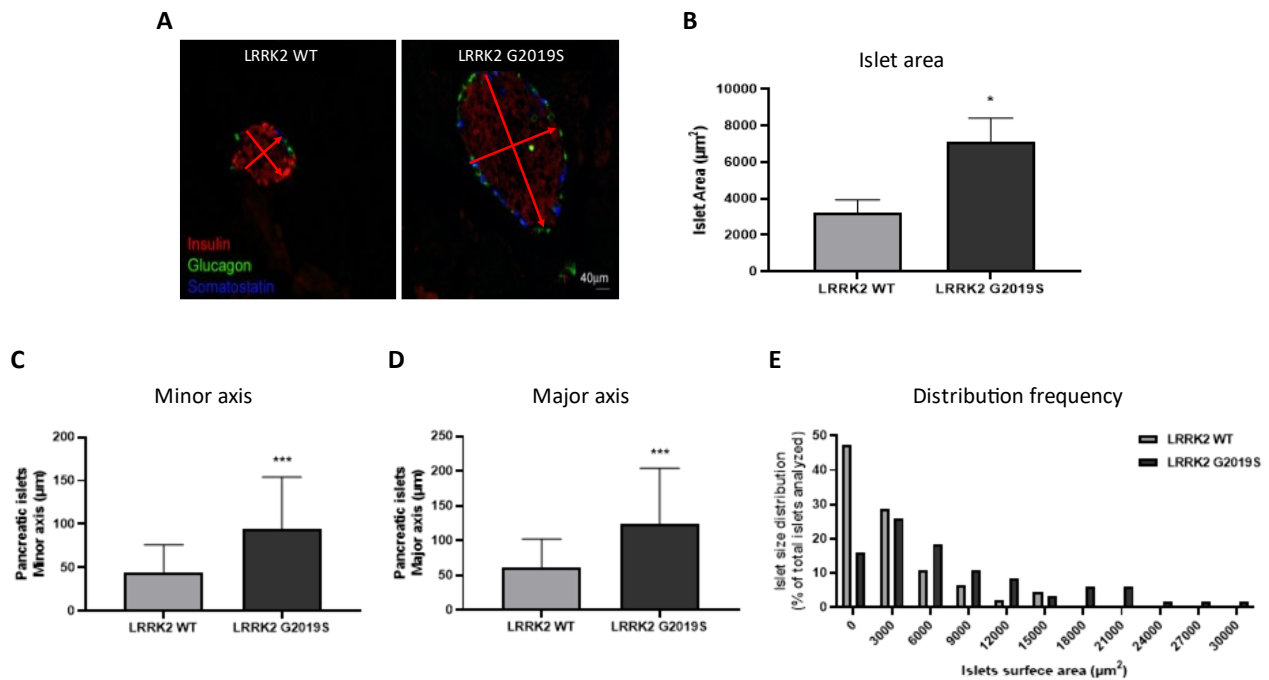 A
LRRK2 WT
LRRK2 G2019S
Insulin
Glucagon
Somatostatin
40μm
B
Islet area
Islet Area (μm²)
10000
8000
6000
4000
2000
0
*
LRRK2 WT
LRRK2 G2019S
C
Minor axis
Pancreatic islets
Minor axis (μm)
200
150
100
50
0
***
LRRK2 WT
LRRK2 G2019S
D
Major axis
Pancreatic islets
Major axis (μm)
250
200
150
100
50
0
***
LRRK2 WT
LRRK2 G2019S
E
Distribution frequency
Islet size distribution
(% of total islets analyzed)
50
40
30
20
10
0
LRRK2 WT
LRRK2 G2019S
0
3000
6000
9000
12000
15000
18000
21000
24000
27000
30000
Islets surfece area (μm²)